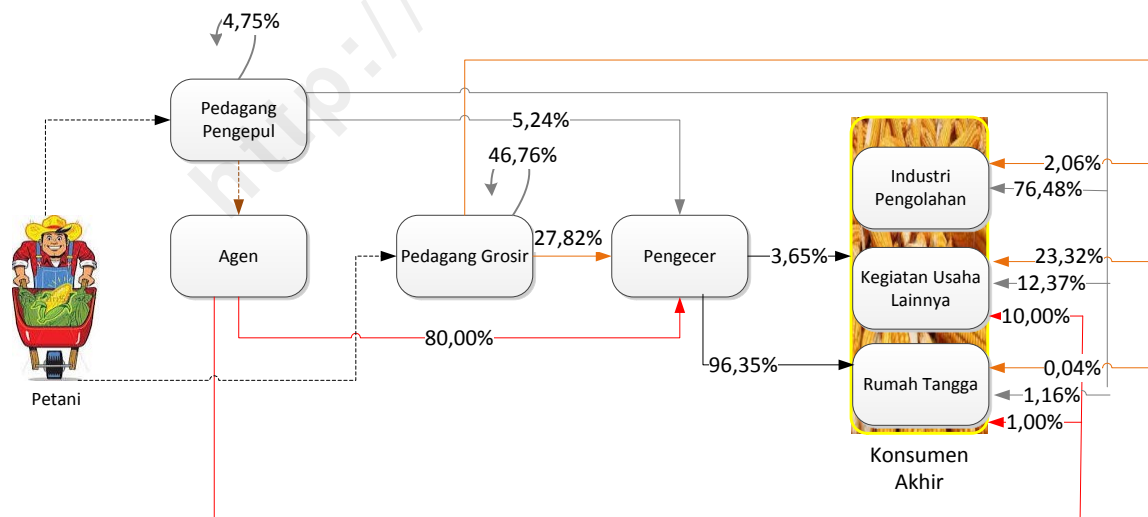 4,75%
http://
Pedagang
Pengepul
5,24%
46,76%
2,06%
Industri
Pengolahan
76,48%
Agen
Pedagang Grosir
27,82%
Pengecer
3,65%
Kegiatan Usaha
Lainnya
23,32%
12,37%
10,00%
80,00%
96,35%
Rumah Tangga
0,04%
1,16%
1,00%
Petani
Konsumen
Akhir